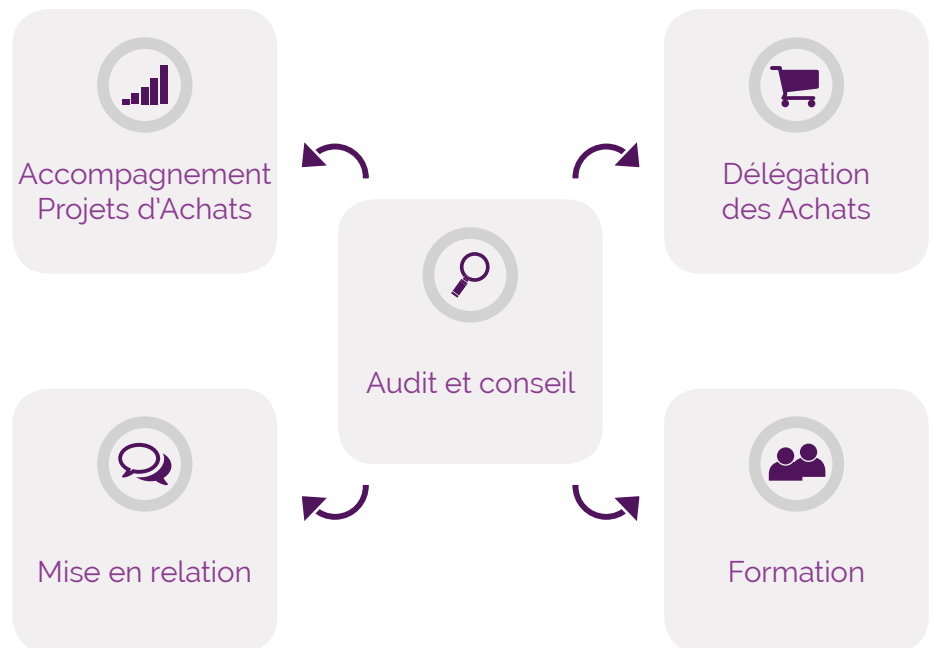 Accompagnement
Projets d'Achats
Délégation
des Achats
Audit et conseil
Mise en relation
Formation